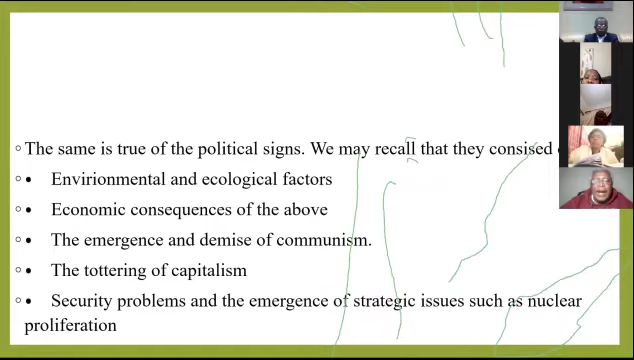 The same is true of the political signs. We may recall that they consised
• Envirionmental and ecological factors
• Economic consequences of the above
• The emergence and demise of communism.
• The tottering of capitalism
• Security problems and the emergence of strategic issues such as nuclear
proliferation